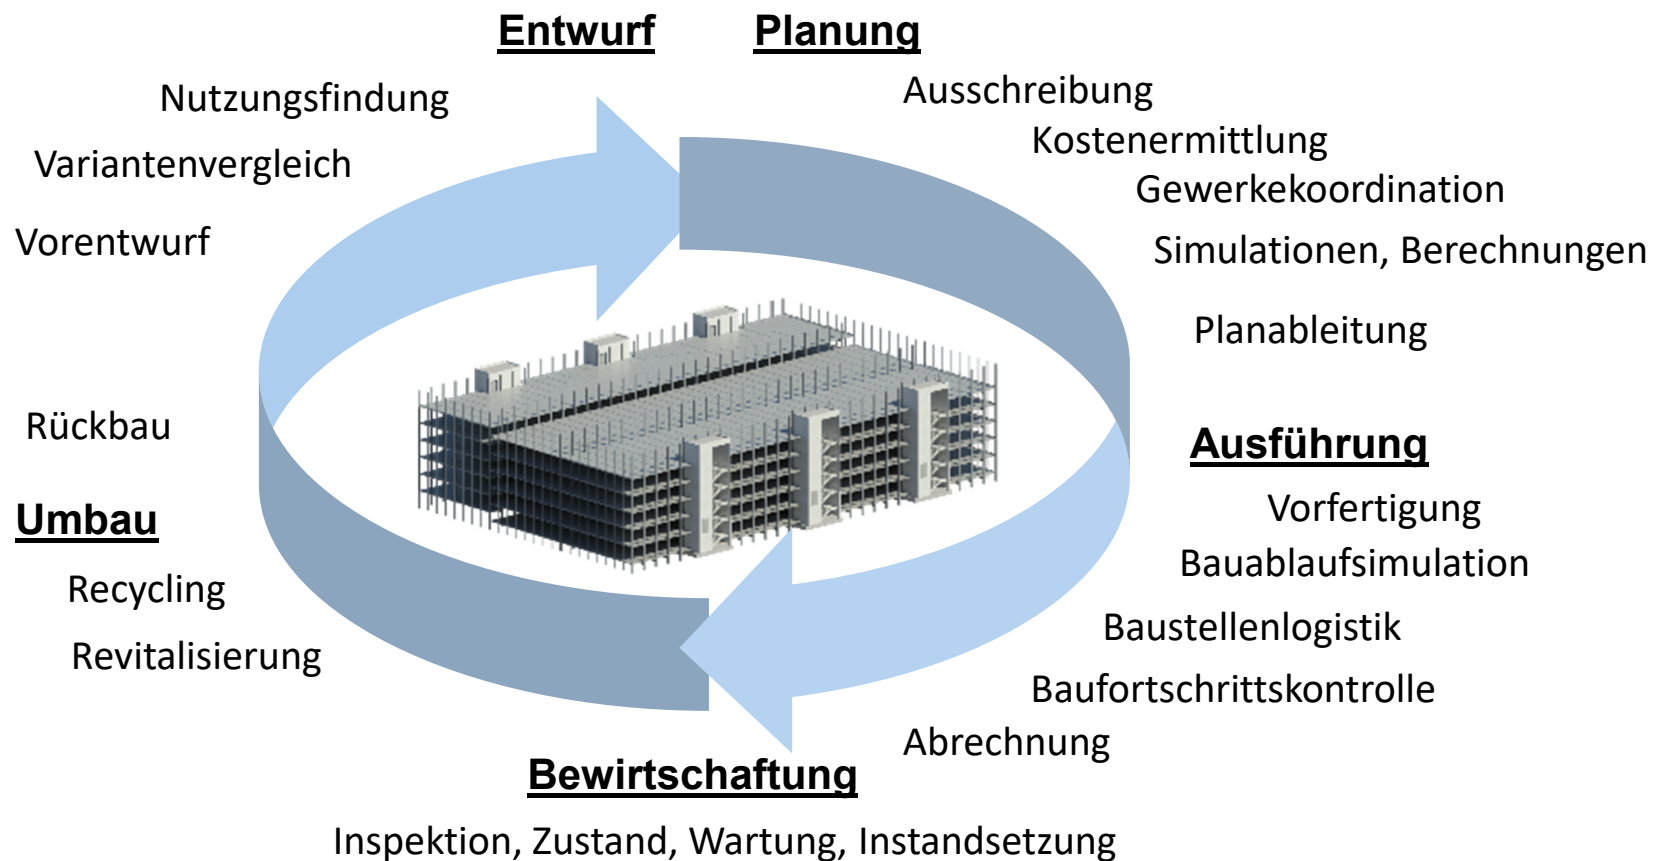 Entwurf
Planung
Nutzungsfindung
Variantenvergleich
Vorentwurf
Ausschreibung
Kostenermittlung
Gewerkekoordination
Simulationen, Berechnungen
Planableitung
Ausführung
Vorfertigung
Bauablaufsimulation
Baustellenlogistik
Baufortschrittskontrolle
Abrechnung
Bewirtschaftung
Inspektion, Zustand, Wartung, Instandsetzung
Rückbau
Umbau
Recycling
Revitalisierung